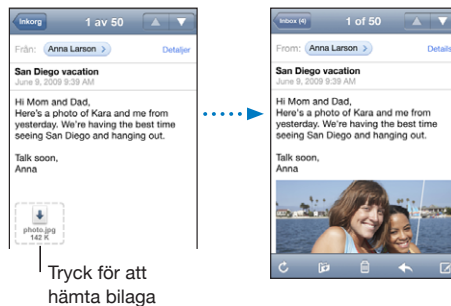 Inkorg 1 av 50
Från: Anna Larson Detaljer
San Diego vacation
June 9, 2009 9:39 AM
Hi Mom and Dad,
Here's a photo of Kara and me from
yesterday. We're having the best time
seeing San Diego and hanging out.
Talk soon,
Anna
photo.jpg
142 K
Tryck för att
hämta bilaga
Inbox (4) 1 of 50
From: Anna Larson Details
San Diego vacation
June 9, 2009 9:39 AM
Hi Mom and Dad,
Here's a photo of Kara and me from
yesterday. We're having the best time
seeing San Diego and hanging out.
Talk soon,
Anna